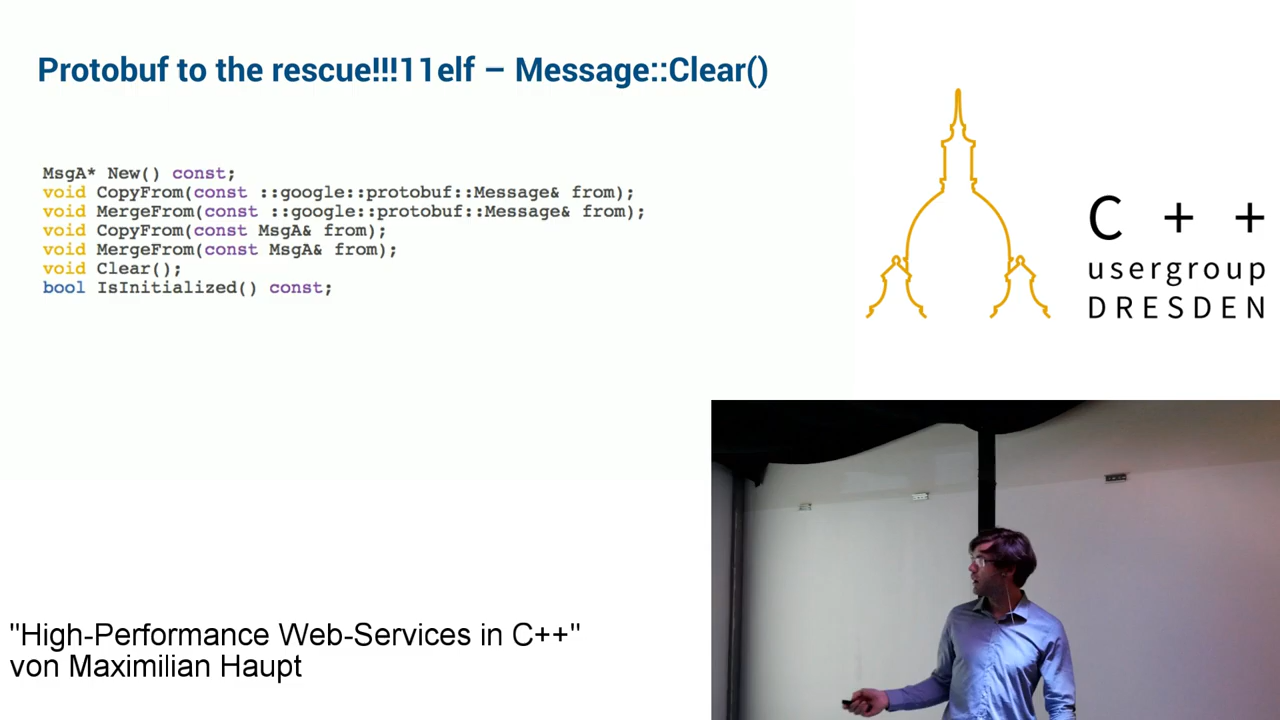 Protobuf to the rescue!!!11elf – Message::Clear()
MsgA* New() const;
void CopyFrom(const ::google::protobuf::Message& from);
void MergeFrom(const ::google::protobuf::Message& from);
void CopyFrom(const MsgA& from);
void MergeFrom(const MsgA& from);
void Clear();
bool IsInitialized() const;
C + +
usergroup
DRESDEN
"High-Performance Web-Services in C++"
von Maximilian Haupt